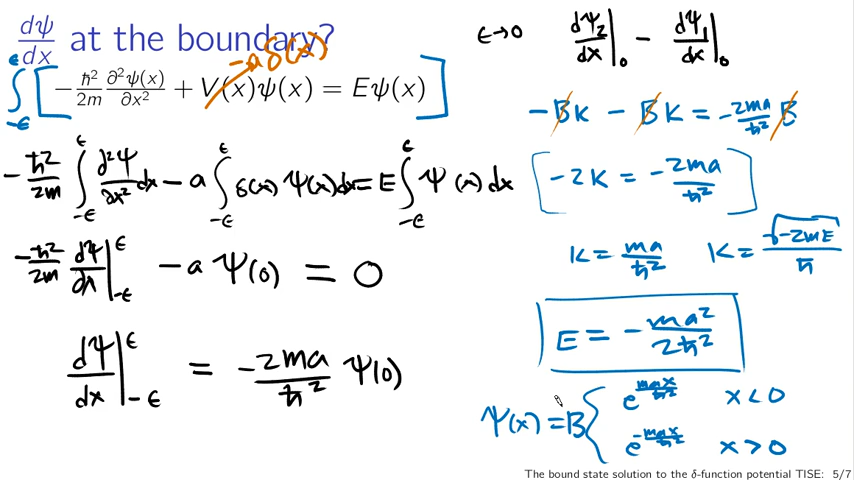 dψ/dx at the boundary?
-aδ(x)
∫_{-ε}^{ε} [ -ħ²/2m ∂²ψ(x)/∂x² + V(x)ψ(x) = Eψ(x) ]
-ħ²/2m ∫_{-ε}^{ε} d²Ψ/dx² dx - a ∫_{-ε}^{ε} δ(x) Ψ(x)dx = E ∫_{-ε}^{ε} Ψ(x) dx
-ħ²/2m dΨ/dx |_{-ε}^{ε} - a Ψ(0) = 0
dΨ/dx |_{-ε}^{ε} = -2ma/ħ² Ψ(0)
ε→0 dΨ₂/dx |₀ - dΨ₁/dx |₀
-BK - BK = -2ma/ħ² B
[ -2K = -2ma/ħ² ]
K = ma/ħ² K = √-2mE/ħ
E = -ma²/2ħ²
Ψ(x) = B { e^{max/ħ²} x < 0
e^{-max/ħ²} x > 0
The bound state solution to the δ-function potential TISE: 5/7